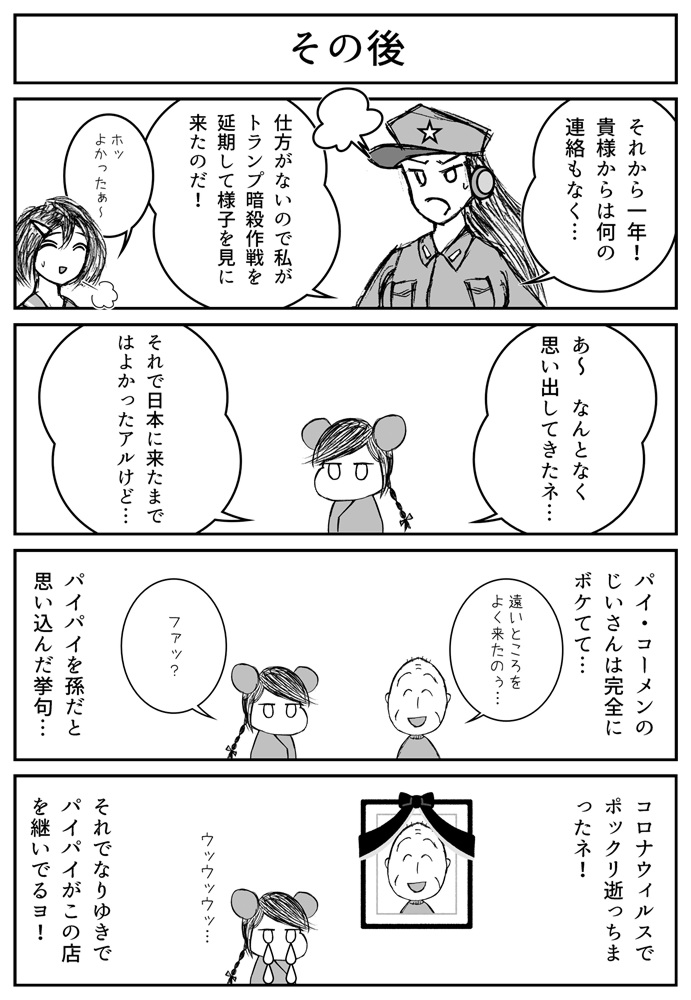 その後
それから一年！
貴様からは何の
連絡もなく…
仕方がないので私が
トランプ暗殺作戦を
延期して様子を見に
来たのだ！
ホッ
よかったぁ～
あ～　なんとなく
思い出してきたネ…
それで日本に来たまで
はよかったアルけど…
パイ・コーメンの
じいさんは完全に
ボケてて…
遠いところを
よく来たのぅ…
ファッ？
パイパイを孫だと
思い込んだ挙句…
コロナウィルスで
ポックリ逝っちま
ったネ！
ウッウッウッ…
それでなりゆきで
パイパイがこの店
を継いでるヨ！